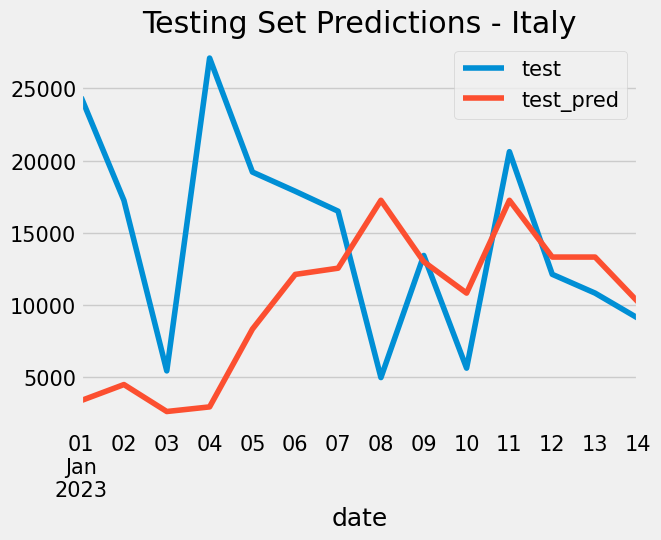 Testing Set Predictions - Italy
test
test_pred
25000
20000
15000
10000
5000
01 02 03 04 05 06 07 08 09 10 11 12 13 14
Jan
2023
date